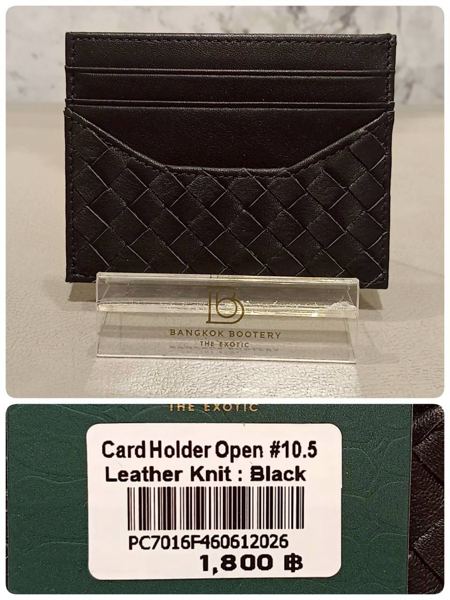 B
BANGKOK BOOTERY
THE EXOTIC
THE EXOTIC
Card Holder Open #10.5
Leather Knit : Black
PC7016F460612026
1,800 ฿